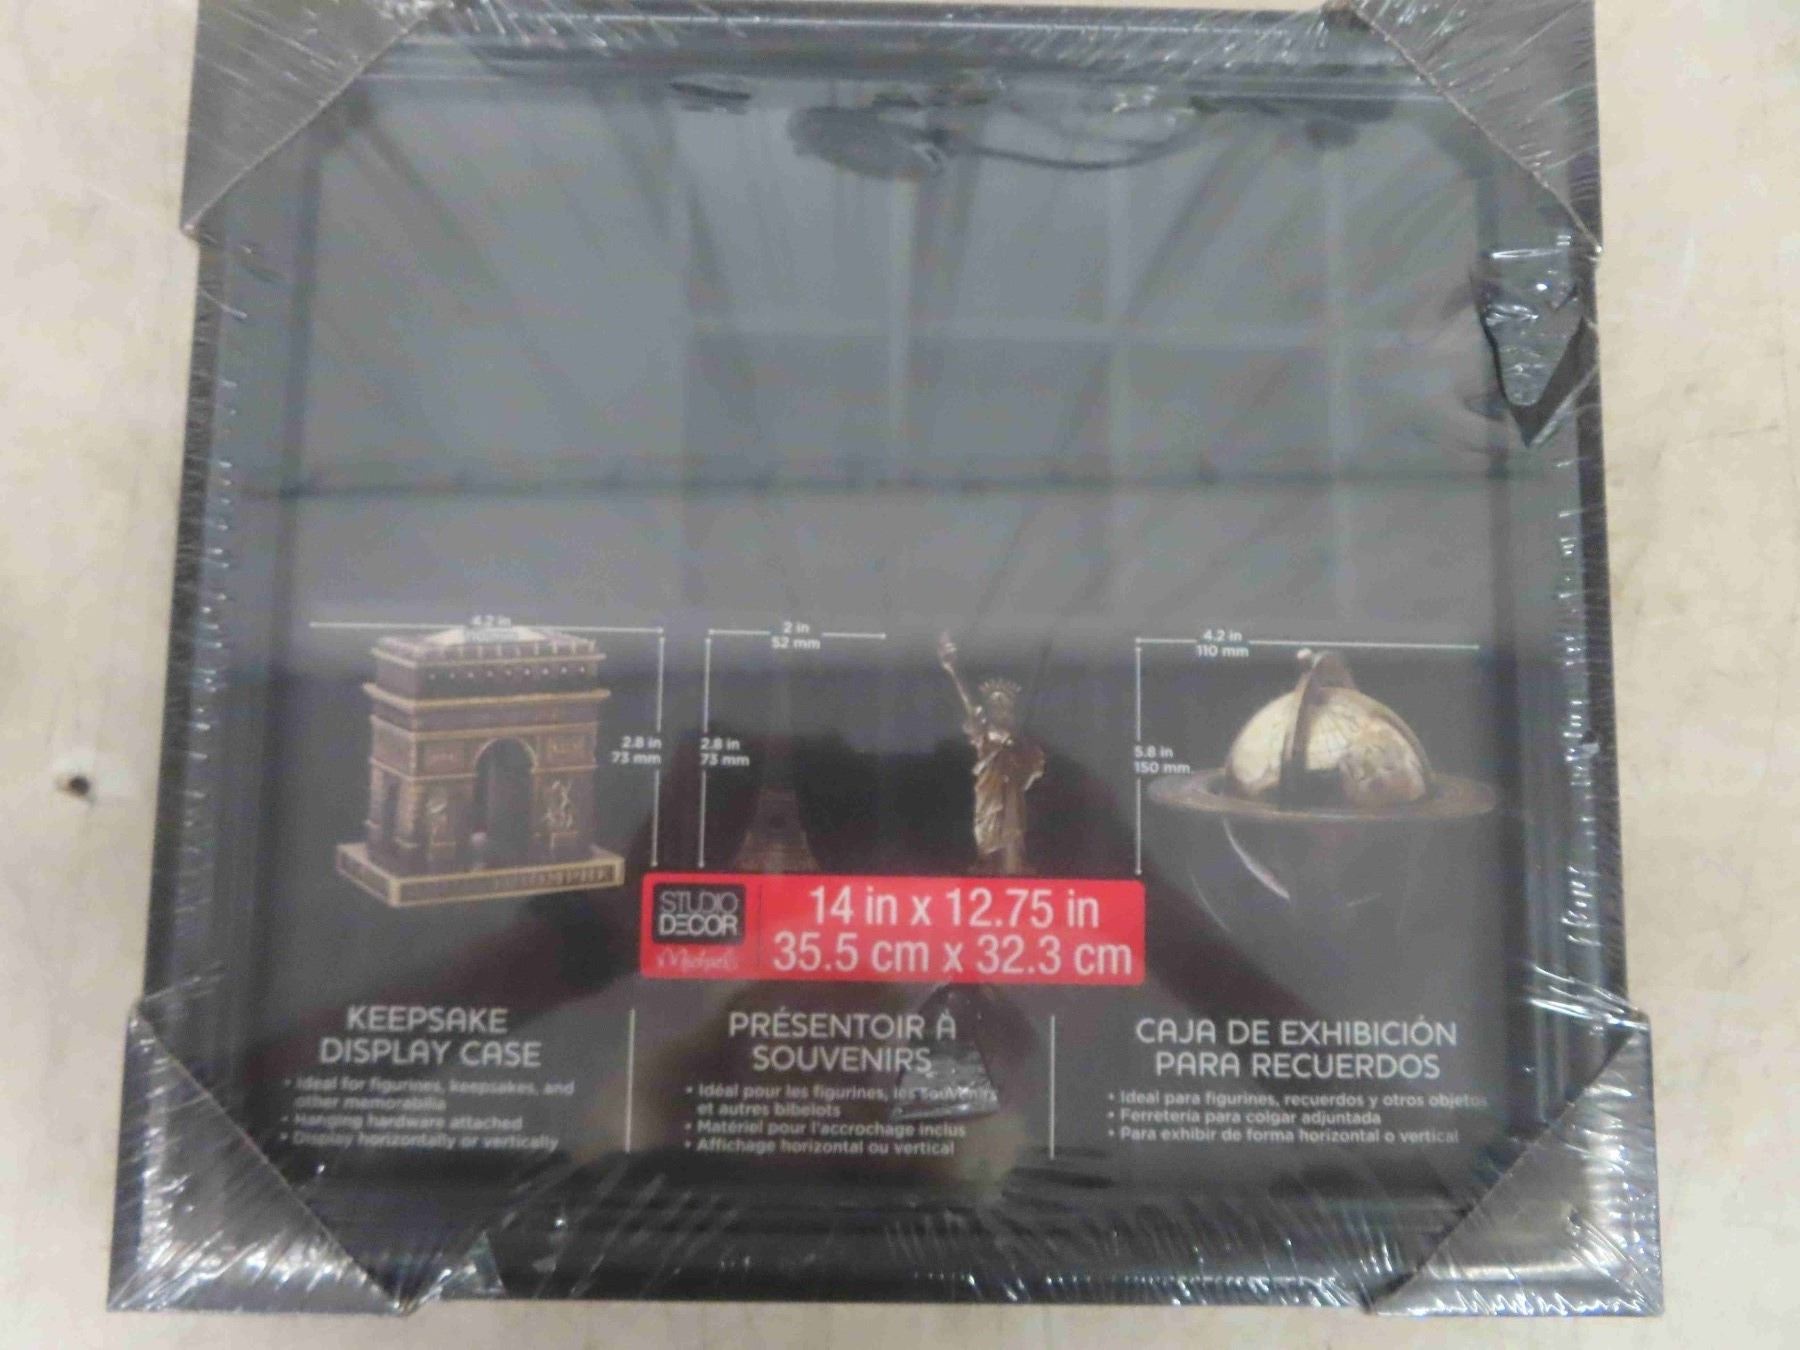 4.2 in
2.8 in
73 mm
2 in
52 mm
2.8 in
73 mm
4.2 in
110 mm
5.8 in
150 mm
STUDIO
DECOR
Michaels
14 in x 12.75 in
35.5 cm x 32.3 cm
KEEPSAKE
DISPLAY CASE
• Ideal for figurines, keepsakes, and
other memorabilia
• Hanging hardware attached
• Display horizontally or vertically
PRÉSENTOIR À
SOUVENIRS
• Idéal pour les figurines, les souvenirs
et autres bibelots
• Matériel pour l'accrochage inclus
• Affichage horizontal ou vertical
CAJA DE EXHIBICIÓN
PARA RECUERDOS
• Ideal para figurines, recuerdos y otros objetos
• Ferretería para colgar adjuntada
• Para exhibir de forma horizontal o vertical